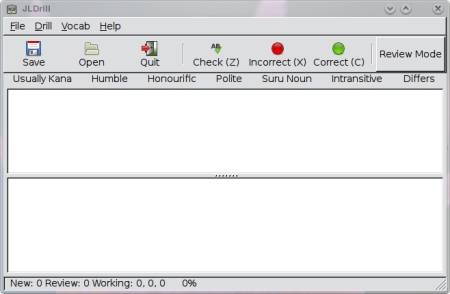 JLDrill
File Drill Vocab Help
Save Open Quit Check (Z) Incorrect (X) Correct (C) Review Mode
Usually Kana Humble Honourific Polite Suru Noun Intransitive Differs
New: 0 Review: 0 Working: 0, 0, 0 0%